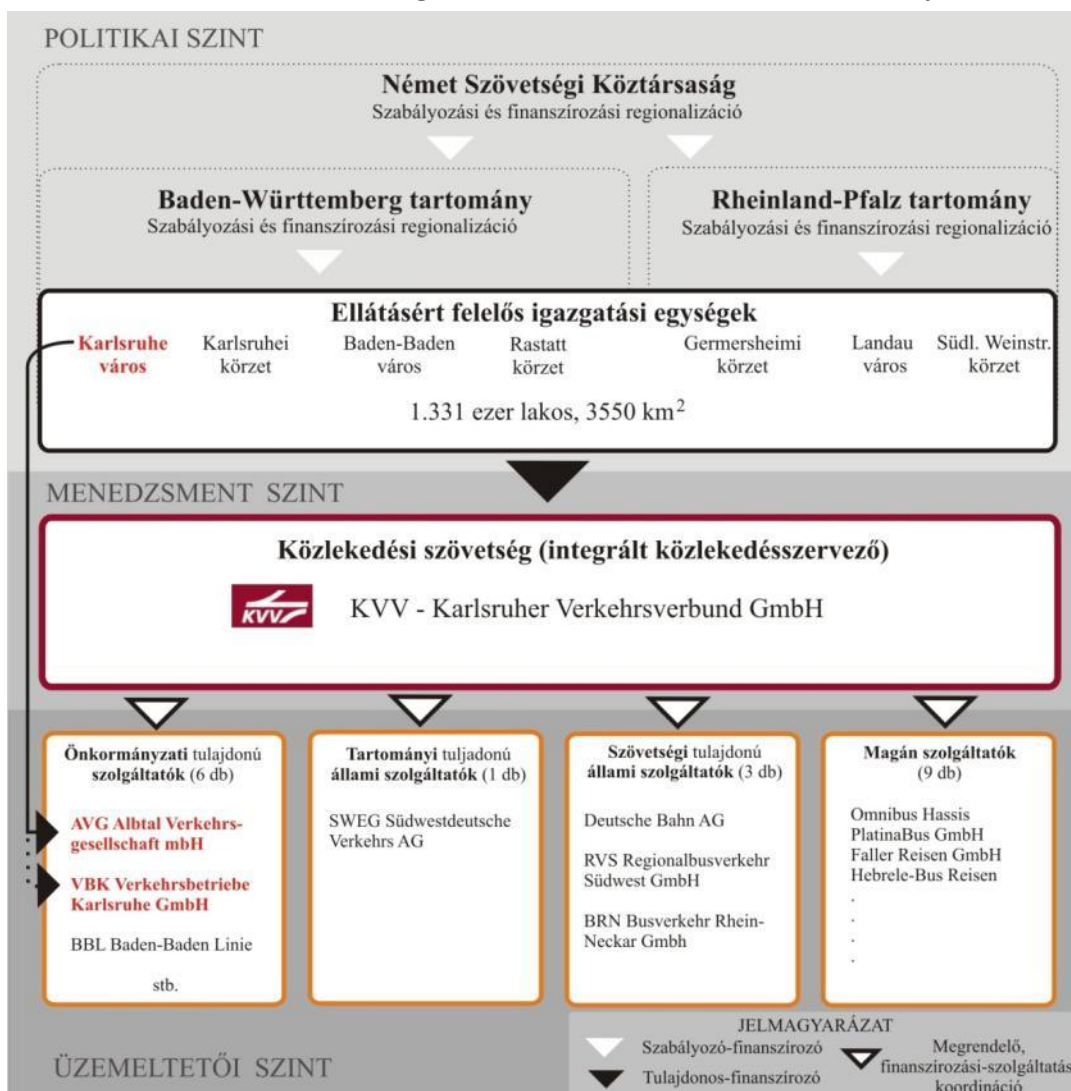 POLITIKAI SZINT
Német Szövetségi Köztársaság
Szabályozási és finanszírozási regionalizáció
Baden-Württemberg tartomány
Szabályozási és finanszírozási regionalizáció
Rheinland-Pfalz tartomány
Szabályozási és finanszírozási regionalizáció
Ellátásért felelős igazgatási egységek
Karlsruhe
város
Karlsruhei
körzet
Baden-Baden
város
Rastatt
körzet
Germersheimi
körzet
Landau
város
Südl. Weinstr.
körzet
1.331 ezer lakos, 3550 km²
MENEDZSMENT SZINT
Közlekedési szövetség (integrált közlekedésszervező)
KVV
KVV - Karlsruher Verkehrsverbund GmbH
Önkormányzati tulajdonú
szolgáltatók (6 db)
AVG Albtal Verkehrs-
gesellschaft mbH
VBK Verkehrsbetriebe
Karlsruhe GmbH
BBL Baden-Baden Linie
stb.
Tartományi tuljadonú
állami szolgáltatók (1 db)
SWEG Südwestdeutsche
Verkehrs AG
Szövetségi tulajdonú
állami szolgáltatók (3 db)
Deutsche Bahn AG
RVS Regionalbusverkehr
Südwest GmbH
BRN Busverkehr Rhein-
Neckar Gmbh
Magán szolgáltatók
(9 db)
Omnibus Hassis
PlatinaBus GmbH
Faller Reisen GmbH
Hebrele-Bus Reisen
.
.
.
.
ÜZEMELTETŐI SZINT
JELMAGYARÁZAT
Szabályozó-finanszírozó
Tulajdonos-finanszírozó
Megrendelő,
finanszírozási-szolgáltatás
koordináció